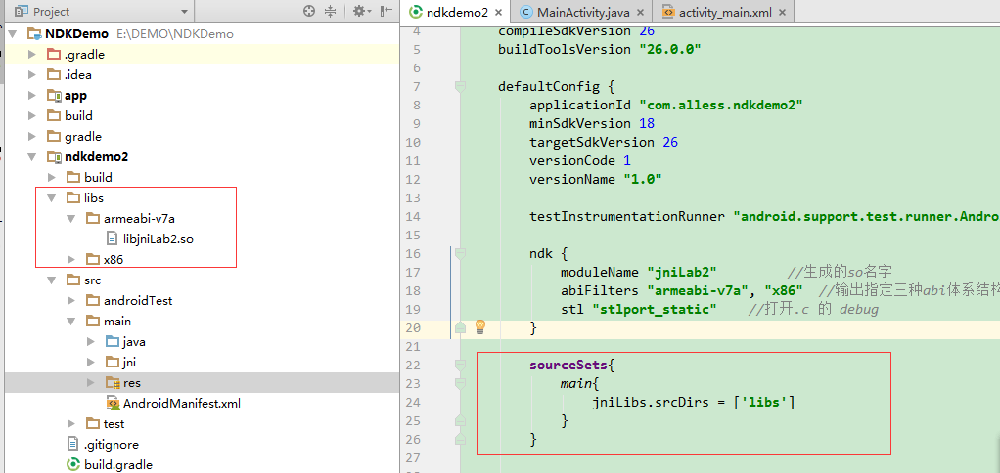 Project
NDKDemo E:\DEMO\NDKDemo
.gradle
.idea
app
build
gradle
ndkdemo2
build
libs
armeabi-v7a
libjniLab2.so
x86
src
androidTest
main
java
jni
res
AndroidManifest.xml
test
.gitignore
build.gradle
ndkdemo2 × MainActivity.java × activity_main.xml ×
4 compileSdkVersion 26
5 buildToolsVersion "26.0.0"
6
7 defaultConfig {
8 applicationId "com.alless.ndkdemo2"
9 minSdkVersion 18
10 targetSdkVersion 26
11 versionCode 1
12 versionName "1.0"
13
14 testInstrumentationRunner "android.support.test.runner.Andro
15
16 ndk {
17 moduleName "jniLab2" //生成的so名字
18 abiFilters "armeabi-v7a", "x86" //输出指定三种abi体系结构
19 stl "stlport_static" //打开.c 的 debug
20 }
21
22 sourceSets{
23 main{
24 jniLibs.srcDirs = ['libs']
25 }
26 }
27